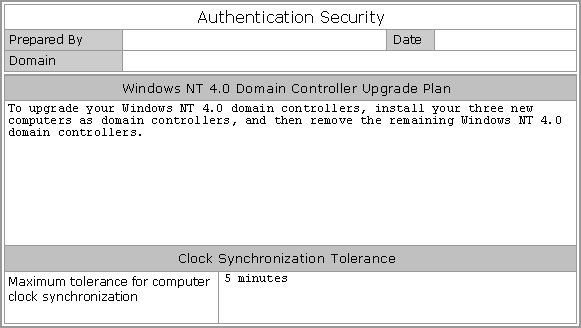 Authentication Security
Prepared By
Date
Domain
Windows NT 4.0 Domain Controller Upgrade Plan
To upgrade your Windows NT 4.0 domain controllers, install your three new
computers as domain controllers, and then remove the remaining Windows NT 4.0
domain controllers.
Clock Synchronization Tolerance
Maximum tolerance for computer
clock synchronization
5 minutes